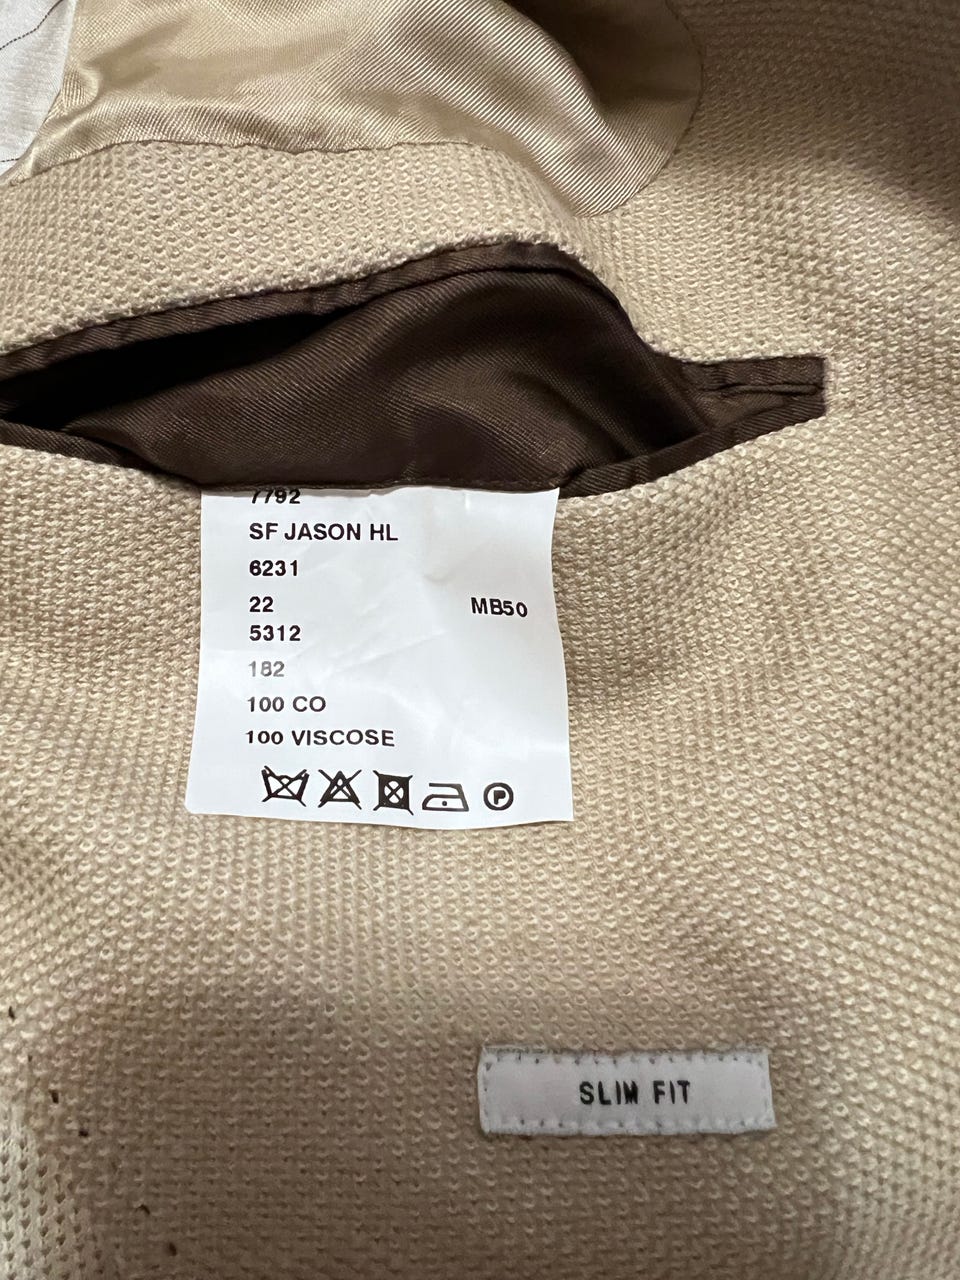 7792
SF JASON HL
6231
22 MB50
5312
182
100 CO
100 VISCOSE
P
SLIM FIT